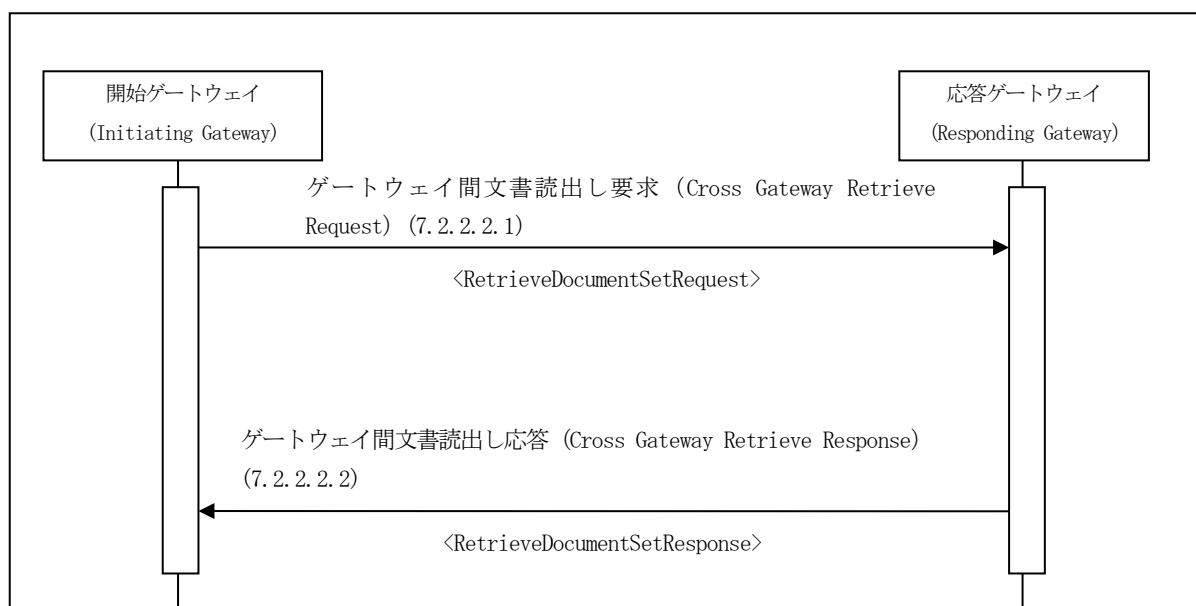 開始ゲートウェイ
(Initiating Gateway)
応答ゲートウェイ
(Responding Gateway)
ゲートウェイ間文書読出し要求 (Cross Gateway Retrieve
Request) (7.2.2.2.1)
<RetrieveDocumentSetRequest>
ゲートウェイ間文書読出し応答 (Cross Gateway Retrieve Response)
(7.2.2.2.2)
<RetrieveDocumentSetResponse>